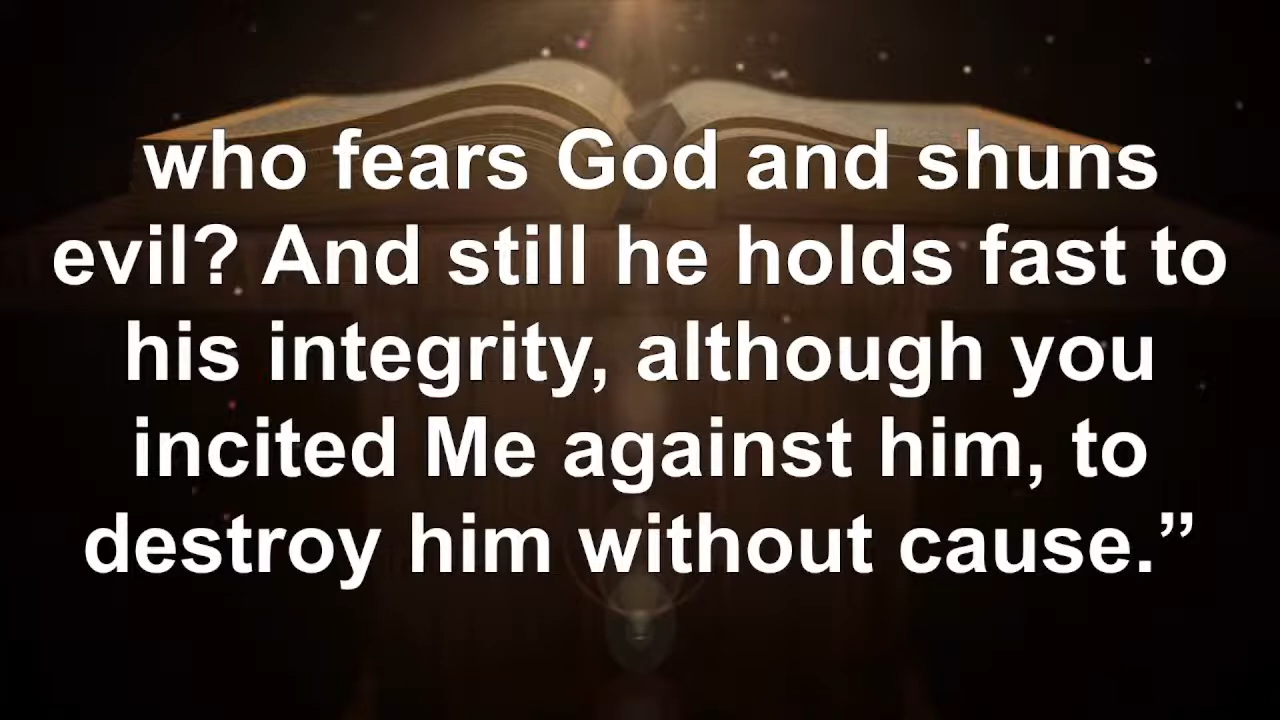 who fears God and shuns
evil? And still he holds fast to
his integrity, although you
incited Me against him, to
destroy him without cause.”